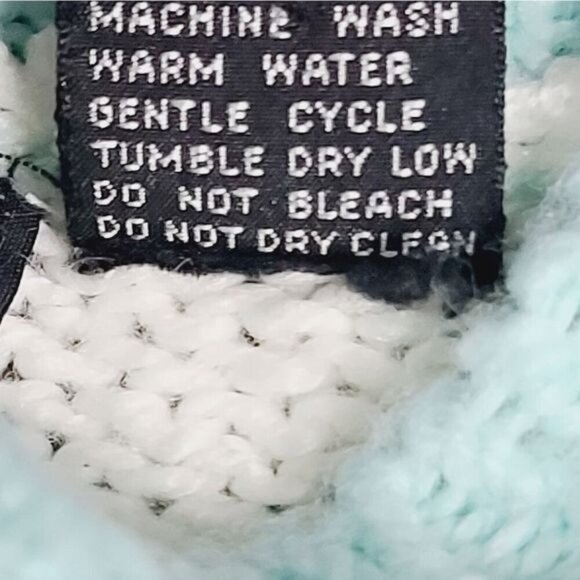 MACHINE WASH
WARM WATER
GENTLE CYCLE
TUMBLE DRY LOW
DO NOT BLEACH
DO NOT DRY CLEAN